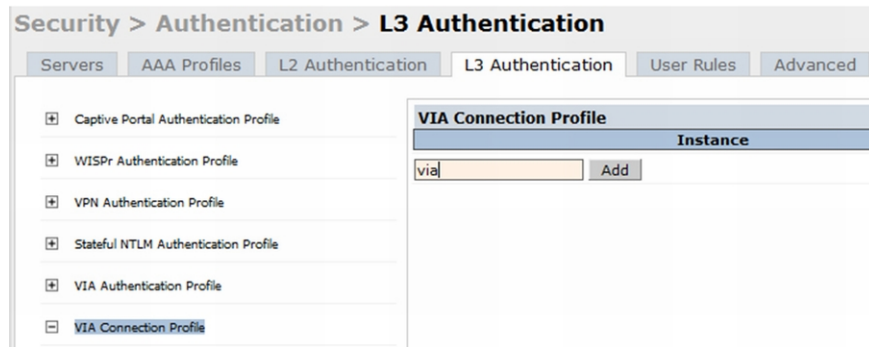 Security > Authentication > L3 Authentication
Servers AAA Profiles L2 Authentication L3 Authentication User Rules Advanced
Captive Portal Authentication Profile
WISPr Authentication Profile
VPN Authentication Profile
Stateful NTLM Authentication Profile
VIA Authentication Profile
VIA Connection Profile
VIA Connection Profile
Instance
via Add